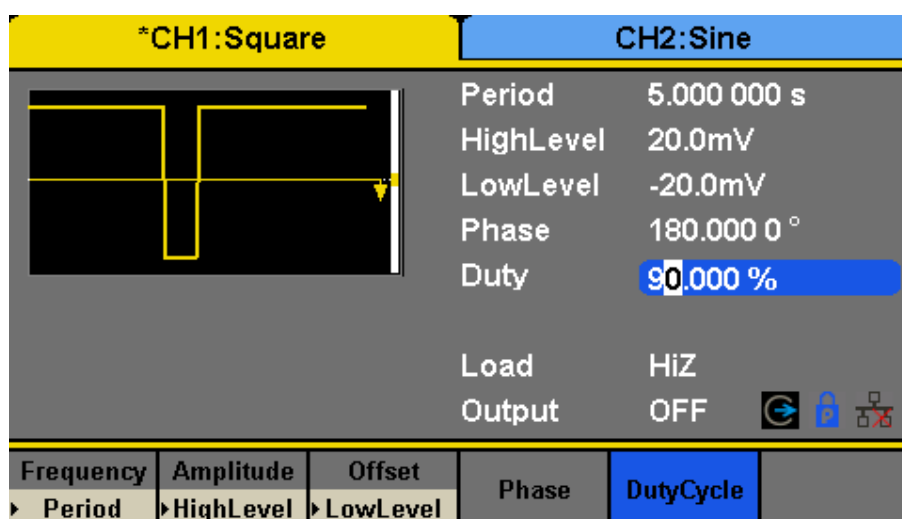 *CH1:Square
CH2:Sine
Period 5.000 000 s
HighLevel 20.0mV
LowLevel -20.0mV
Phase 180.000 0 °
Duty 90.000 %
Load HiZ
Output OFF
P
Frequency Amplitude Offset Phase DutyCycle
Period HighLevel LowLevel